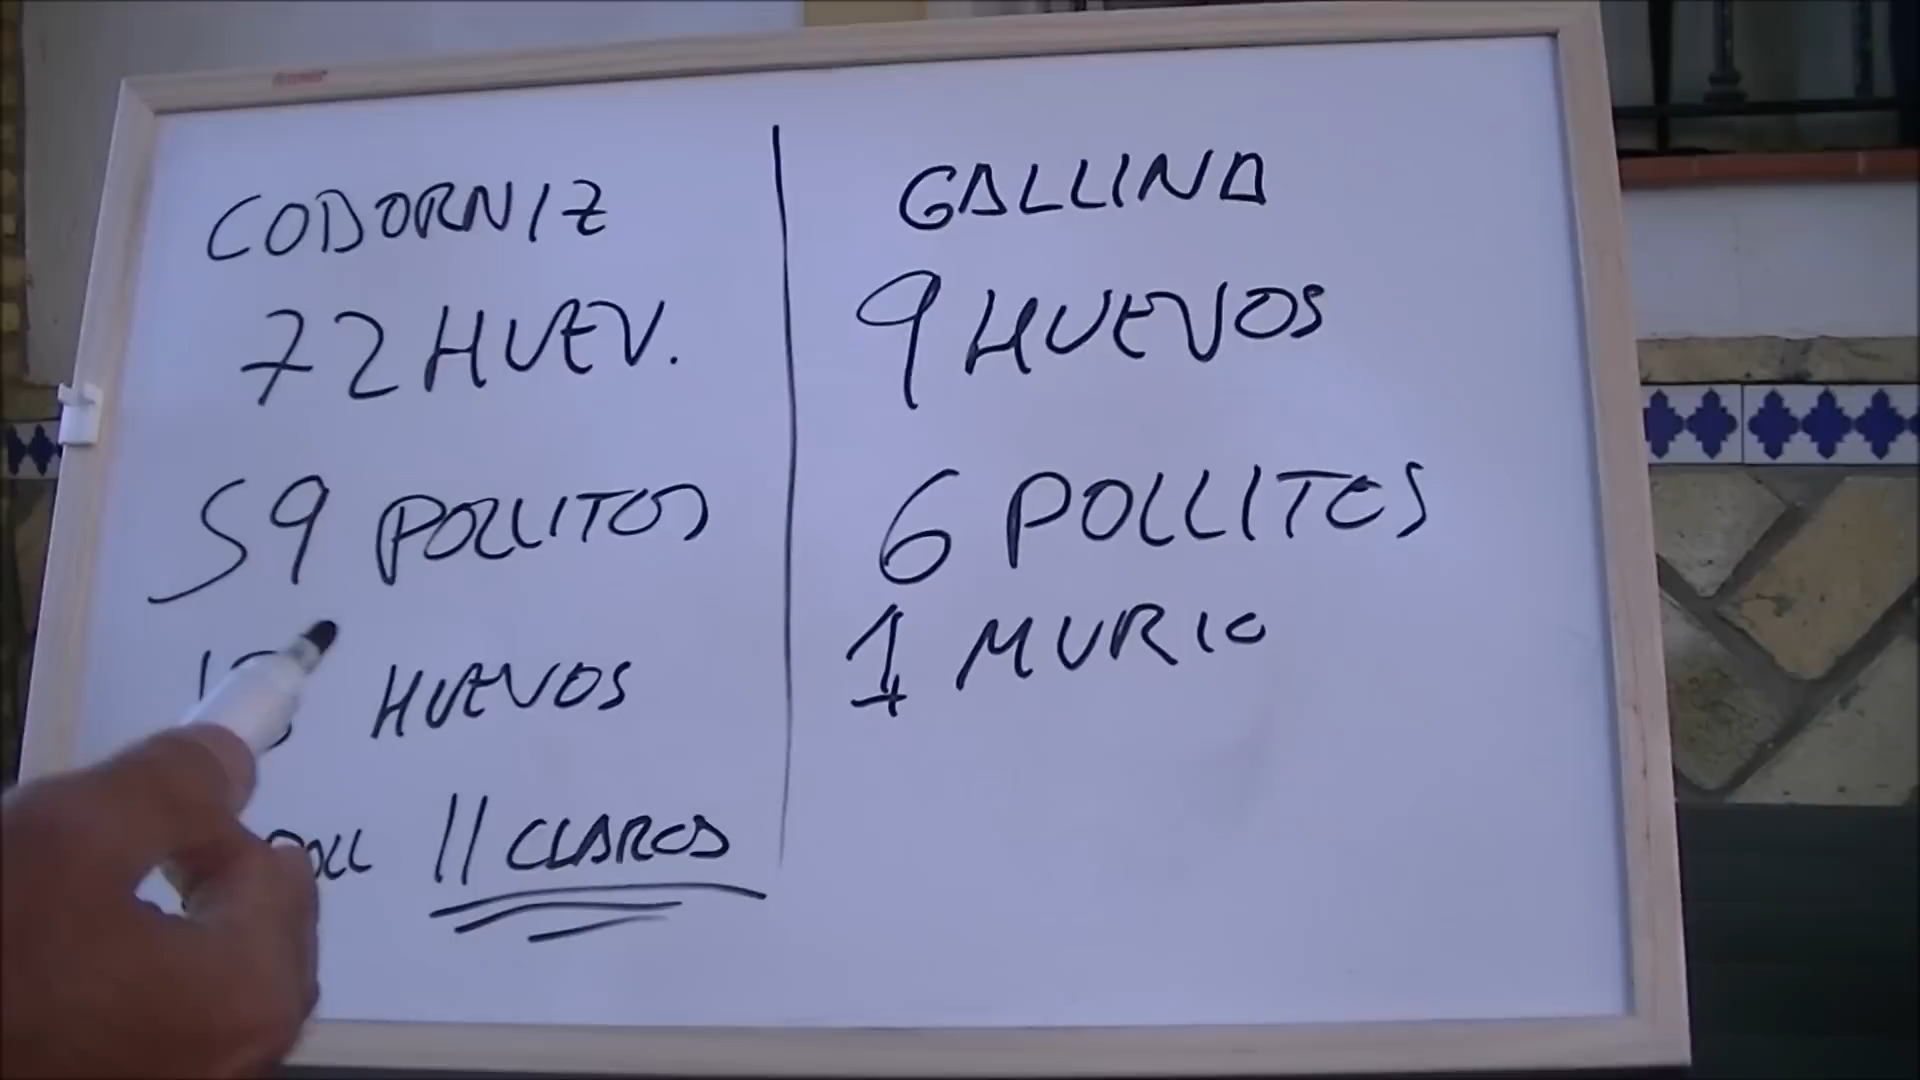 CODORNIZ
72 HUEV.
59 POLLITOS
HUEVOS
11 CLAROS
GALLINA
9 HUEVOS
6 POLLITOS
1 MURIO